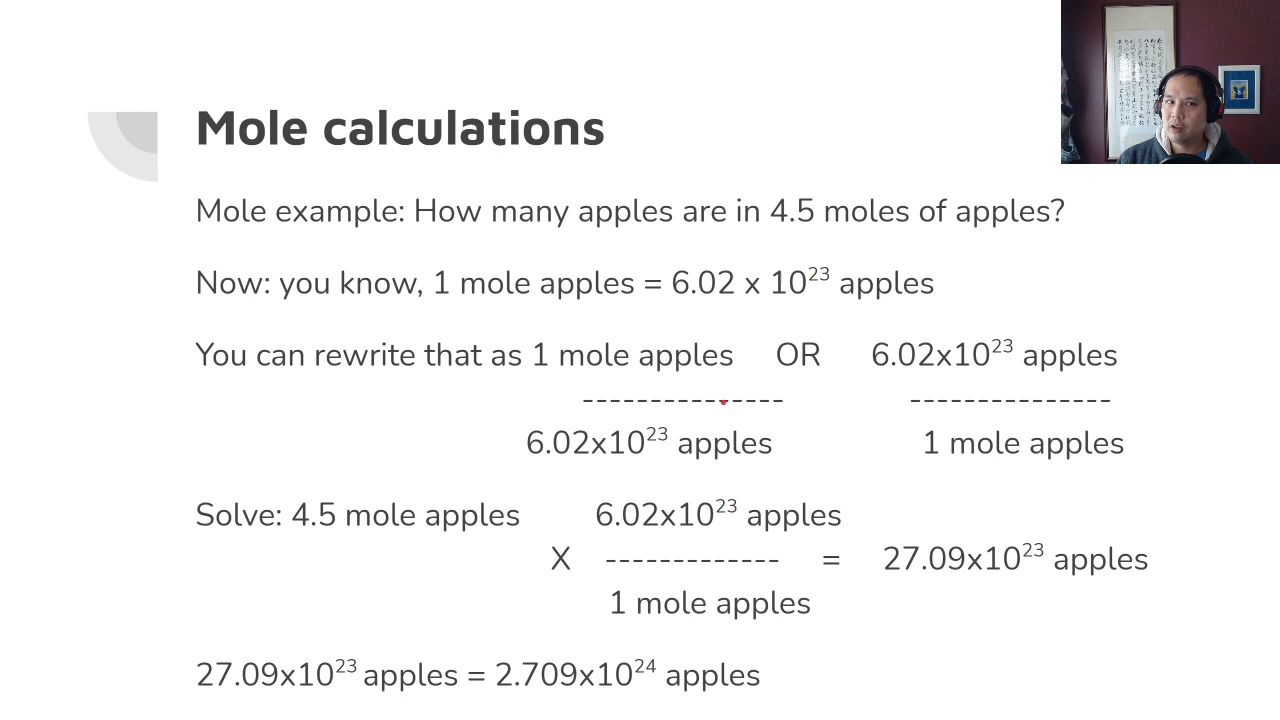 Mole calculations
Mole example: How many apples are in 4.5 moles of apples?
Now: you know, 1 mole apples = 6.02 x 10²³ apples
You can rewrite that as 1 mole apples OR 6.02x10²³ apples
--------------- ---------------
6.02x10²³ apples 1 mole apples
Solve: 4.5 mole apples 6.02x10²³ apples
X ------------- = 27.09x10²³ apples
1 mole apples
27.09x10²³ apples = 2.709x10²⁴ apples